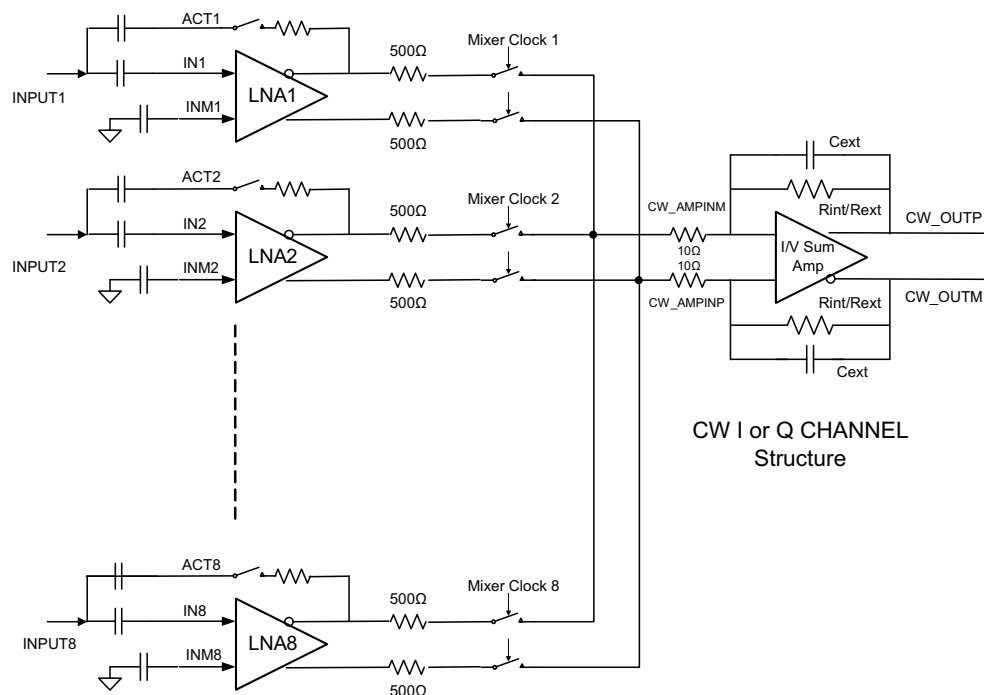 ACT1
Mixer Clock 1
500Ω
IN1
INPUT1
LNA1
INM1
500Ω
Cext
ACT2
Mixer Clock 2
500Ω
Rint/Rext
CW_AMPINM
CW_OUTP
IN2
INPUT2
LNA2
10Ω
10Ω
I/V Sum
Amp
INM2
500Ω
CW_AMPINP
Rint/Rext
CW_OUTM
Cext
CW I or Q CHANNEL
Structure
ACT8
Mixer Clock 8
500Ω
IN8
INPUT8
LNA8
INM8
500Ω